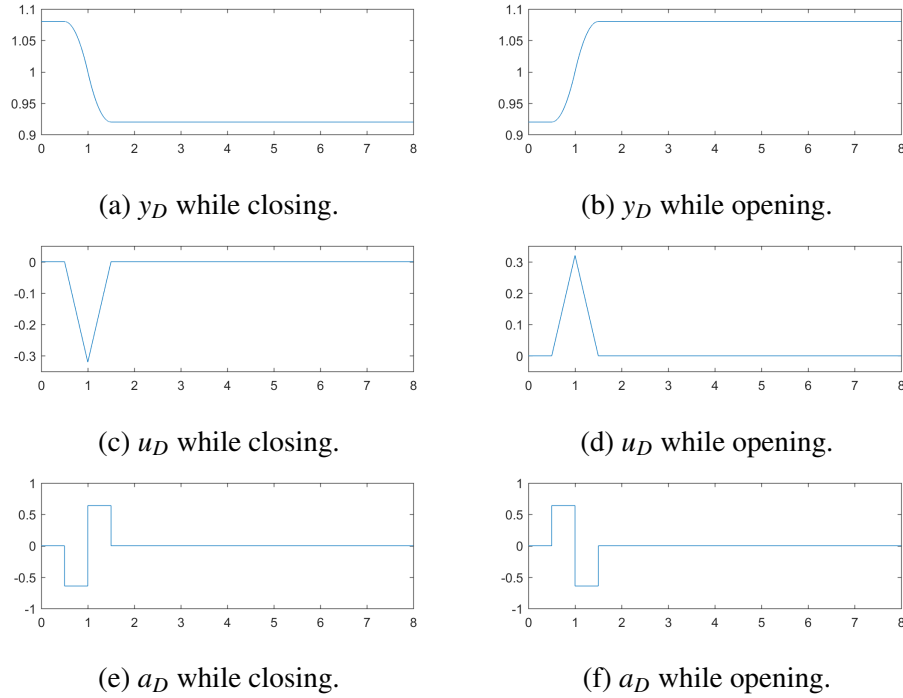 1.1
1.05
1
0.95
0.9
0 1 2 3 4 5 6 7 8
(a) y_D while closing.
1.1
1.05
1
0.95
0.9
0 1 2 3 4 5 6 7 8
(b) y_D while opening.
0
-0.1
-0.2
-0.3
0 1 2 3 4 5 6 7 8
(c) u_D while closing.
0.3
0.2
0.1
0
0 1 2 3 4 5 6 7 8
(d) u_D while opening.
1
0.5
0
-0.5
-1
0 1 2 3 4 5 6 7 8
(e) a_D while closing.
1
0.5
0
-0.5
-1
0 1 2 3 4 5 6 7 8
(f) a_D while opening.